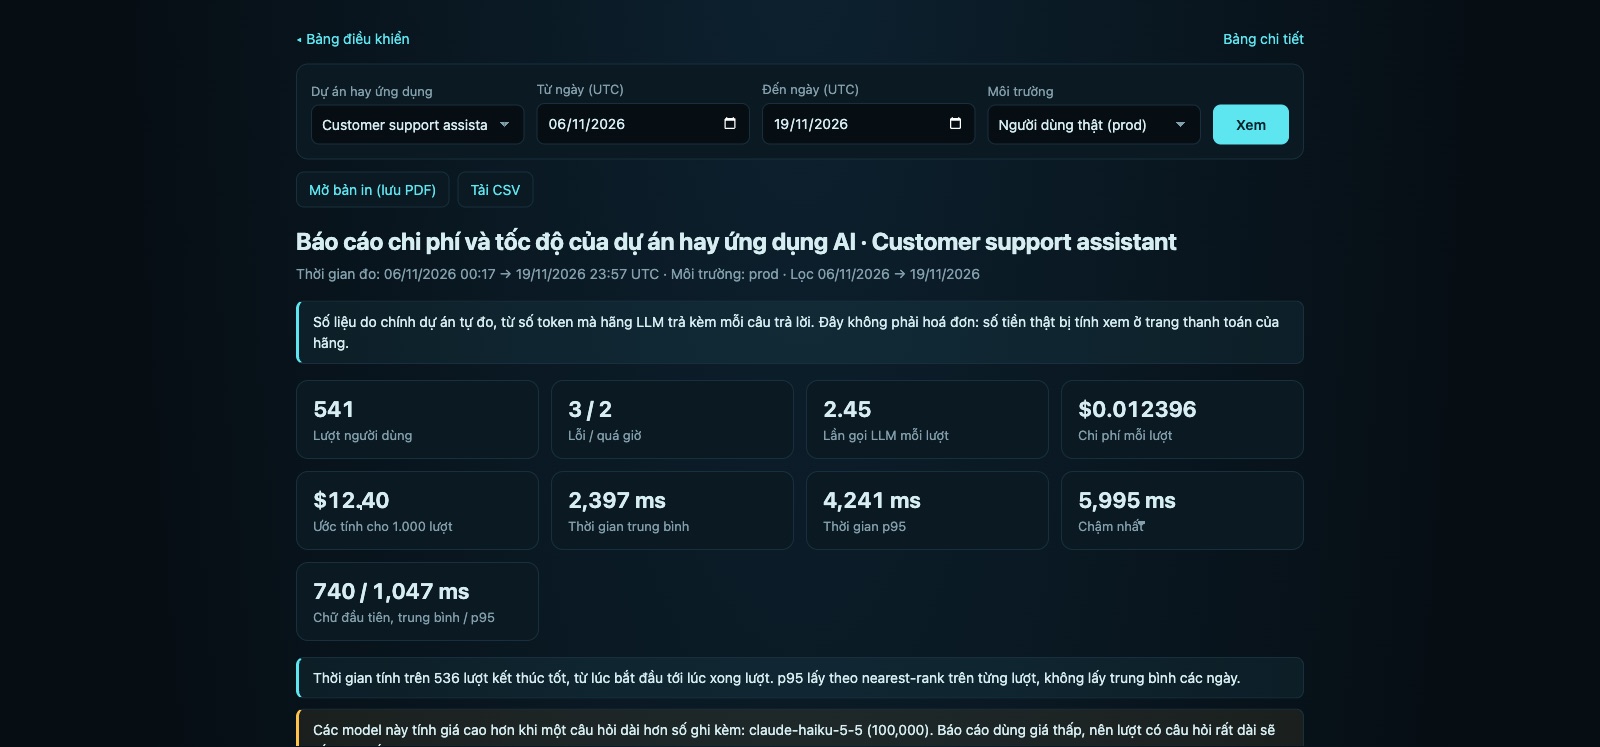 ◂ Bảng điều khiển
Bảng chi tiết
Dự án hay ứng dụng
Từ ngày (UTC)
Đến ngày (UTC)
Môi trường
Customer support assista
06/11/2026
19/11/2026
Người dùng thật (prod)
Xem
Mở bản in (lưu PDF)
Tải CSV
Báo cáo chi phí và tốc độ của dự án hay ứng dụng AI · Customer support assistant
Thời gian đo: 06/11/2026 00:17 → 19/11/2026 23:57 UTC · Môi trường: prod · Lọc 06/11/2026 → 19/11/2026
Số liệu do chính dự án tự đo, từ số token mà hãng LLM trả kèm mỗi câu trả lời. Đây không phải hoá đơn: số tiền thật bị tính xem ở trang thanh toán của
hãng.
541
Lượt người dùng
3 / 2
Lỗi / quá giờ
2.45
Lần gọi LLM mỗi lượt
$0.012396
Chi phí mỗi lượt
$12.40
Ước tính cho 1.000 lượt
2,397 ms
Thời gian trung bình
4,241 ms
Thời gian p95
5,995 ms
Chậm nhất
740 / 1,047 ms
Chữ đầu tiên, trung bình / p95
Thời gian tính trên 536 lượt kết thúc tốt, từ lúc bắt đầu tới lúc xong lượt. p95 lấy theo nearest-rank trên từng lượt, không lấy trung bình các ngày.
Các model này tính giá cao hơn khi một câu hỏi dài hơn số ghi kèm: claude-haiku-5-5 (100,000). Báo cáo dùng giá thấp, nên lượt có câu hỏi rất dài sẽ